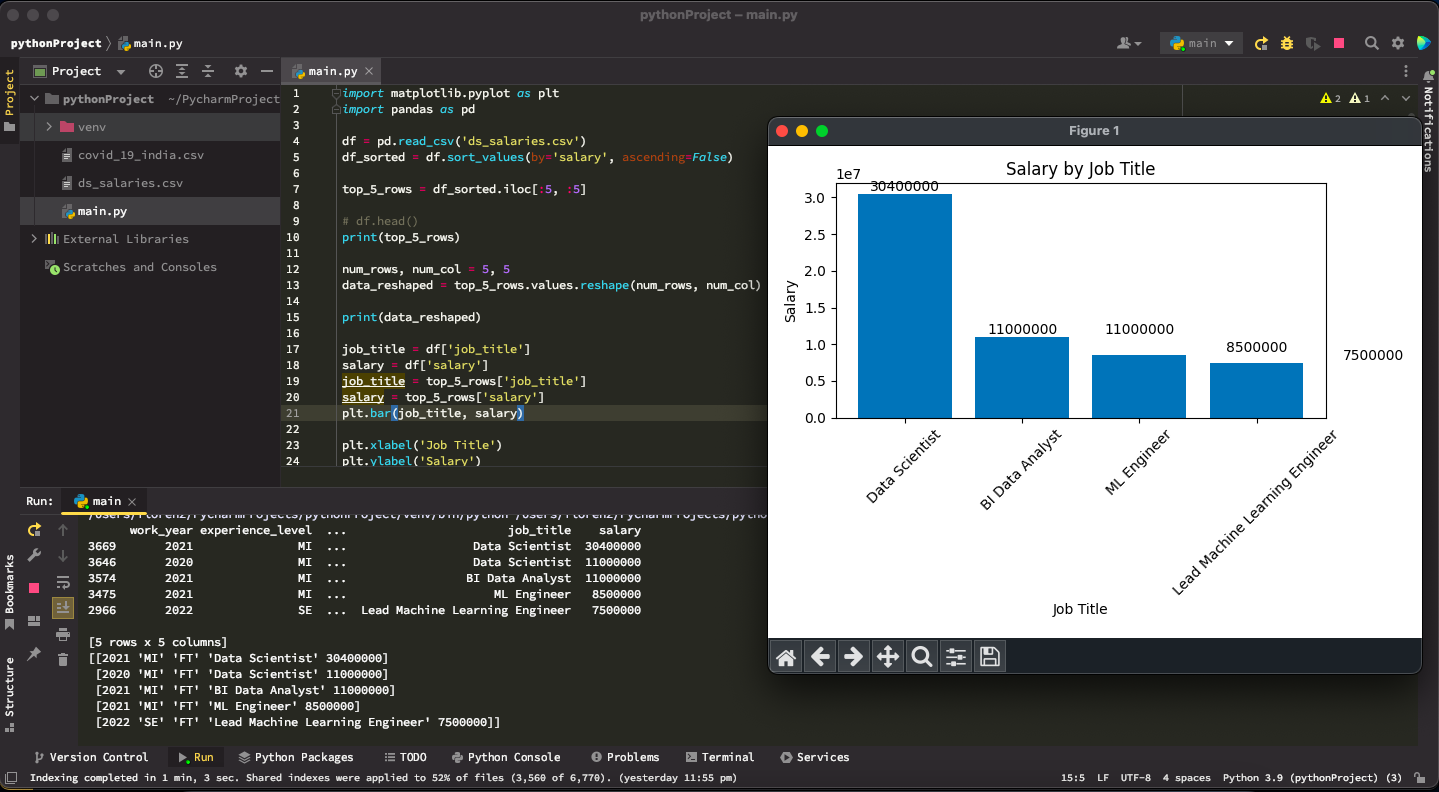 pythonProject – main.py
pythonProject
main.py
main
Project
Project
main.py
Notifications
pythonProject ~/PycharmProject
venv
covid_19_india.csv
ds_salaries.csv
main.py
External Libraries
Scratches and Consoles
2 1
1 import matplotlib.pyplot as plt
2 import pandas as pd
3
4 df = pd.read_csv('ds_salaries.csv')
5 df_sorted = df.sort_values(by='salary', ascending=False)
6
7 top_5_rows = df_sorted.iloc[:5, :5]
8
9 # df.head()
10 print(top_5_rows)
11
12 num_rows, num_col = 5, 5
13 data_reshaped = top_5_rows.values.reshape(num_rows, num_col)
14
15 print(data_reshaped)
16
17 job_title = df['job_title']
18 salary = df['salary']
19 job_title = top_5_rows['job_title']
20 salary = top_5_rows['salary']
21 plt.bar(job_title, salary)
22
23 plt.xlabel('Job Title')
24 plt.ylabel('Salary')
Figure 1
Salary by Job Title
1e7
3.0
2.5
2.0
1.5
1.0
0.5
0.0
Salary
30400000
11000000
11000000
8500000
7500000
Data Scientist
BI Data Analyst
ML Engineer
Lead Machine Learning Engineer
Job Title
Run: main
Bookmarks
Structure
work_year experience_level ... job_title salary
3669 2021 MI ... Data Scientist 30400000
3646 2020 MI ... Data Scientist 11000000
3574 2021 MI ... BI Data Analyst 11000000
3475 2021 MI ... ML Engineer 8500000
2966 2022 SE ... Lead Machine Learning Engineer 7500000
[5 rows x 5 columns]
[[2021 'MI' 'FT' 'Data Scientist' 30400000]
[2020 'MI' 'FT' 'Data Scientist' 11000000]
[2021 'MI' 'FT' 'BI Data Analyst' 11000000]
[2021 'MI' 'FT' 'ML Engineer' 8500000]
[2022 'SE' 'FT' 'Lead Machine Learning Engineer' 7500000]]
Version Control Run Python Packages TODO Python Console Problems Terminal Services
Indexing completed in 1 min, 3 sec. Shared indexes were applied to 52% of files (3,560 of 6,770). (yesterday 11:55 pm) 15:5 LF UTF-8 4 spaces Python 3.9 (pythonProject) (3)